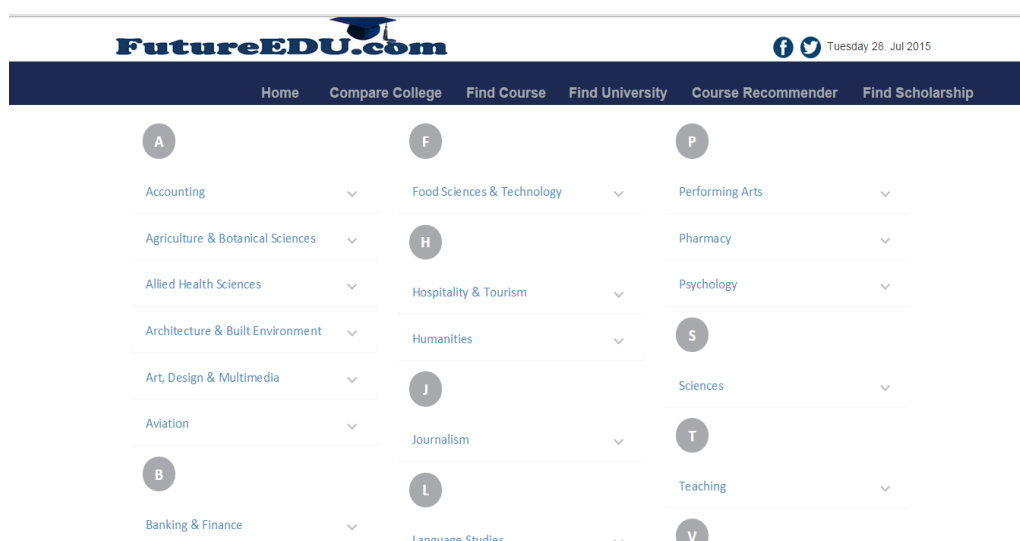 FutureEDU.com
Tuesday 28. Jul 2015
Home Compare College Find Course Find University Course Recommender Find Scholarship
A
Accounting
Agriculture & Botanical Sciences
Allied Health Sciences
Architecture & Built Environment
Art, Design & Multimedia
Aviation
B
Banking & Finance
F
Food Sciences & Technology
H
Hospitality & Tourism
Humanities
J
Journalism
L
Language Studies
P
Performing Arts
Pharmacy
Psychology
S
Sciences
T
Teaching
V